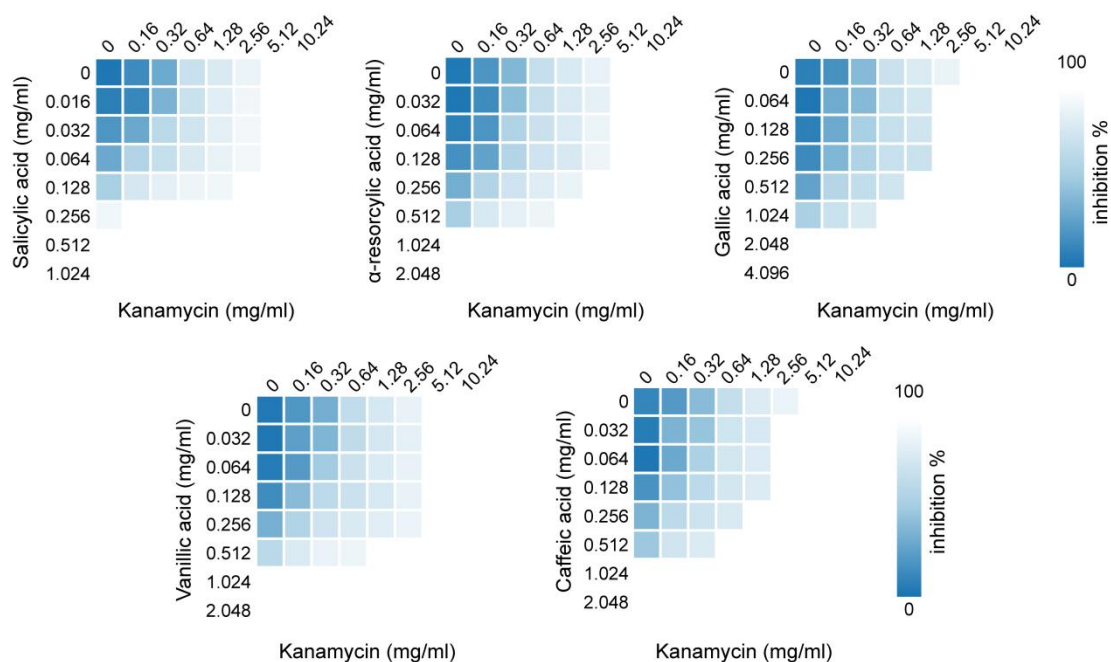 0 0.16 0.32 0.64 1.28 2.56 5.12 10.24
Salicylic acid (mg/ml)
0
0.016
0.032
0.064
0.128
0.256
0.512
1.024
Kanamycin (mg/ml)
0 0.16 0.32 0.64 1.28 2.56 5.12 10.24
α-resorcylic acid (mg/ml)
0
0.032
0.064
0.128
0.256
0.512
1.024
2.048
Kanamycin (mg/ml)
0 0.16 0.32 0.64 1.28 2.56 5.12 10.24
Gallic acid (mg/ml)
0
0.064
0.128
0.256
0.512
1.024
2.048
4.096
Kanamycin (mg/ml)
100
inhibition %
0
0 0.16 0.32 0.64 1.28 2.56 5.12 10.24
Vanillic acid (mg/ml)
0
0.032
0.064
0.128
0.256
0.512
1.024
2.048
Kanamycin (mg/ml)
0 0.16 0.32 0.64 1.28 2.56 5.12 10.24
Caffeic acid (mg/ml)
0
0.032
0.064
0.128
0.256
0.512
1.024
2.048
Kanamycin (mg/ml)
100
inhibition %
0